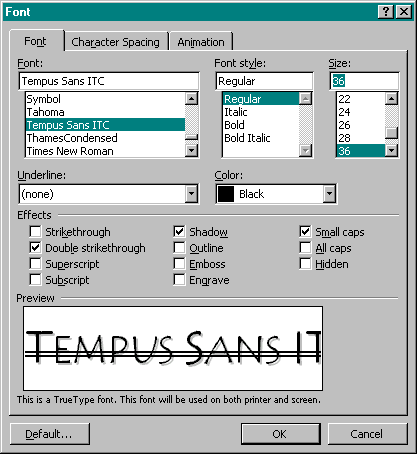 Font
Font Character Spacing Animation
Font: Font style: Size:
Tempus Sans ITC Regular 36
Symbol Regular 22
Tahoma Italic 24
Tempus Sans ITC Bold 26
ThamesCondensed Bold Italic 28
Times New Roman 36
Underline: Color:
(none) Black
Effects
Strikethrough Shadow Small caps
Double strikethrough Outline All caps
Superscript Emboss Hidden
Subscript Engrave
Preview
TEMPUS SANS IT
This is a TrueType font. This font will be used on both printer and screen.
Default... OK Cancel